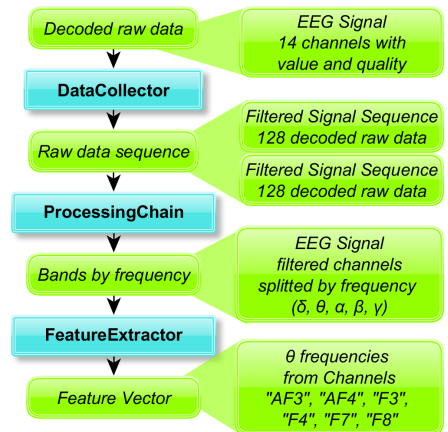 Decoded raw data
EEG Signal
14 channels with
value and quality
DataCollector
Raw data sequence
Filtered Signal Sequence
128 decoded raw data
Filtered Signal Sequence
128 decoded raw data
ProcessingChain
Bands by frequency
EEG Signal
filtered channels
splitted by frequency
(δ, θ, α, β, γ)
FeatureExtractor
Feature Vector
θ frequencies
from Channels
"AF3", "AF4", "F3",
"F4", "F7", "F8"